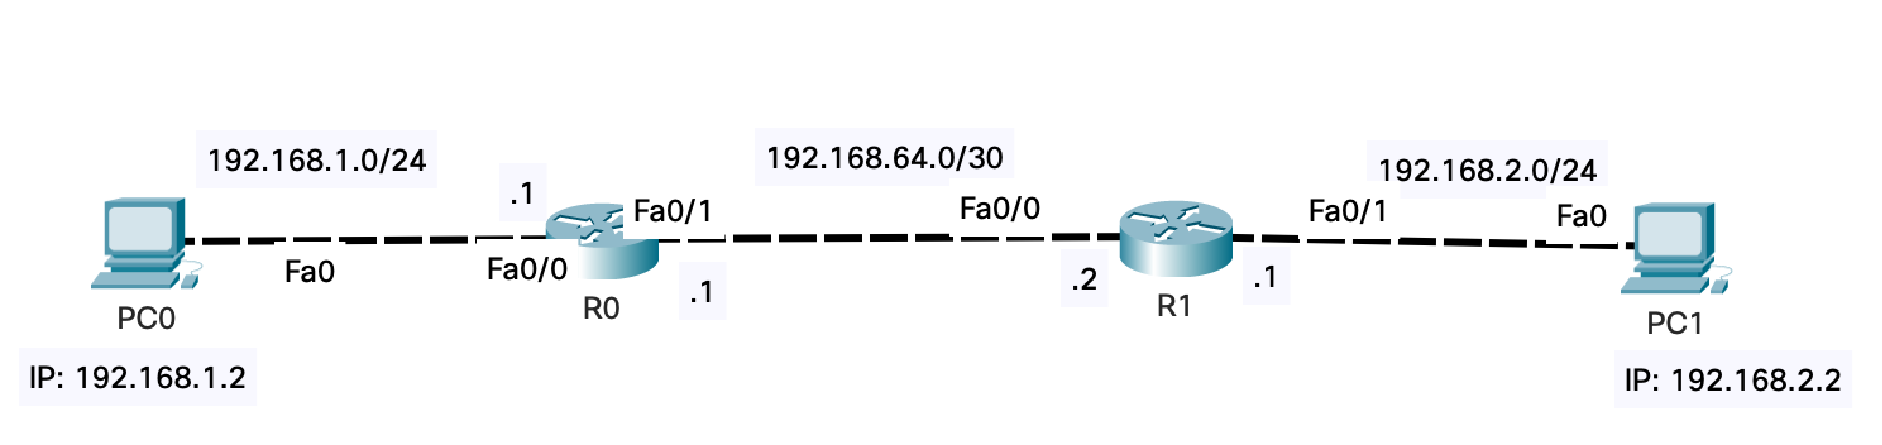 192.168.1.0/24
192.168.64.0/30
192.168.2.0/24
.1
Fa0/1
Fa0/0
Fa0/1
Fa0
Fa0
Fa0/0
.1
.2
.1
PC0
R0
R1
PC1
IP: 192.168.1.2
IP: 192.168.2.2